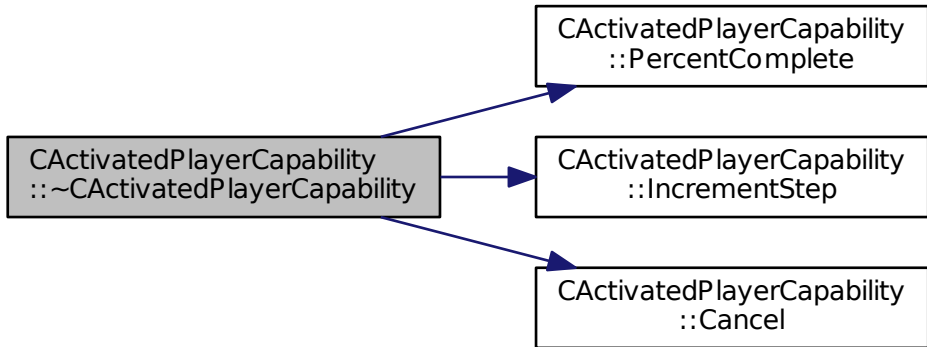 CActivatedPlayerCapability
::~CActivatedPlayerCapability
CActivatedPlayerCapability
::PercentComplete
CActivatedPlayerCapability
::IncrementStep
CActivatedPlayerCapability
::Cancel